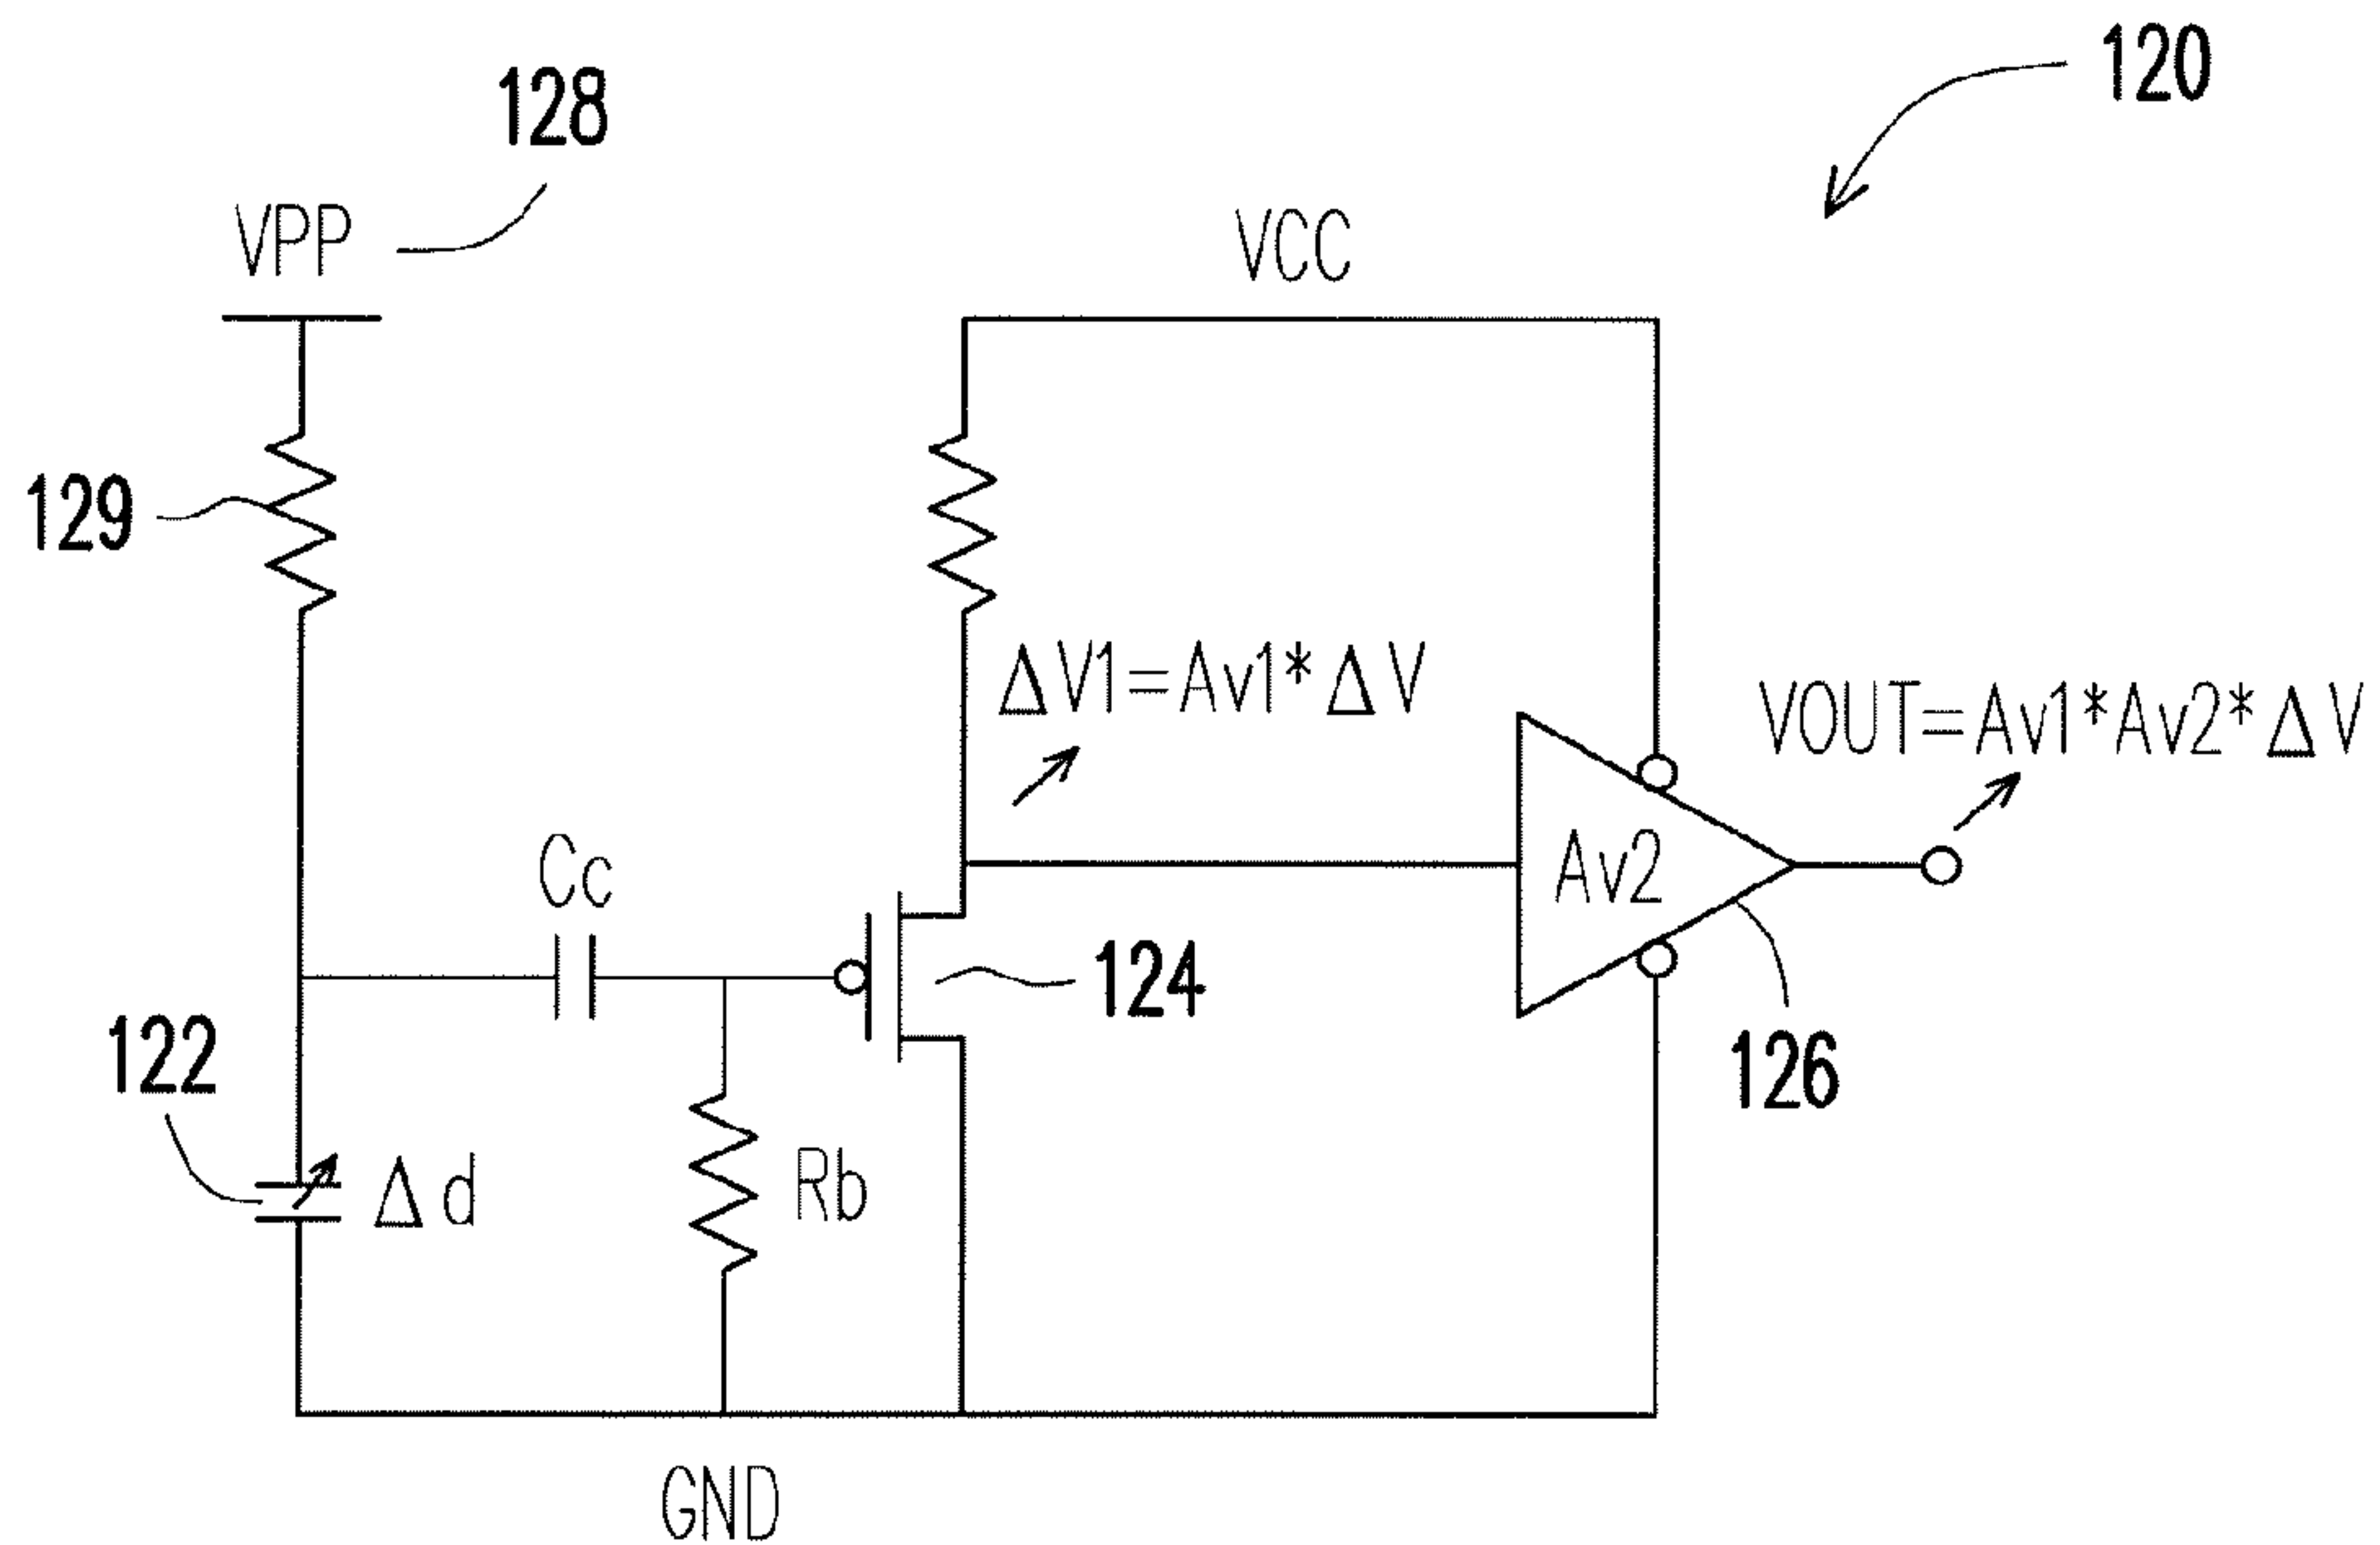 120
128
VPP
VCC
129
ΔV1=Av1*ΔV
VOUT=Av1*Av2*ΔV
Cc
Av2
124
122
126
Δd
Rb
GND